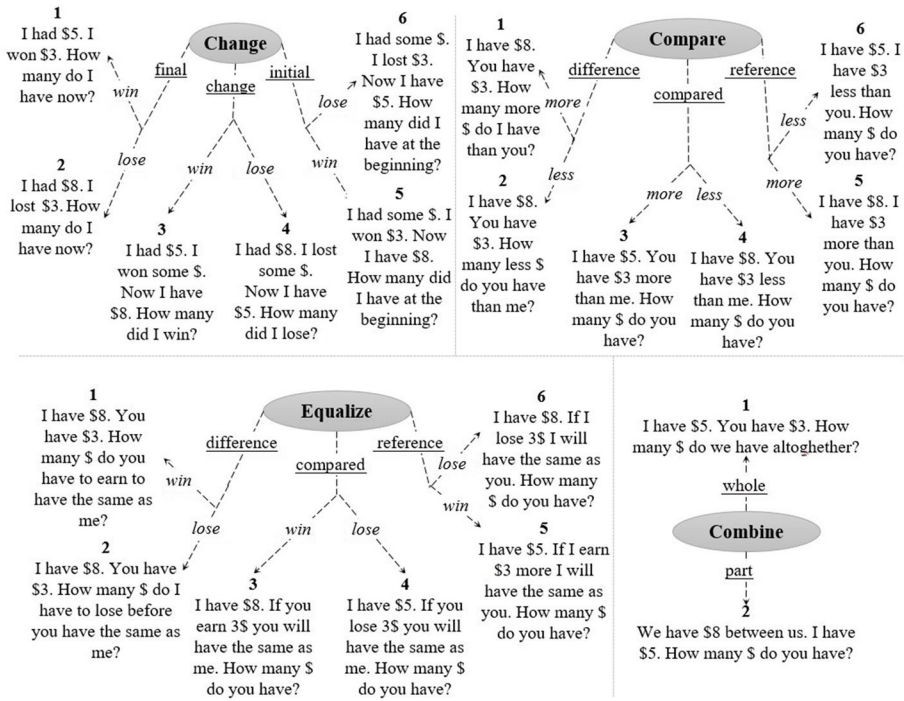 Change
final
change
initial
win
lose
win
lose
lose
win
1
I had $5. I
won $3. How
many do I
have now?
2
I had $8. I
lost $3. How
many do I
have now?
3
I had $5. I
won some $.
Now I have
$8. How many
did I win?
4
I had $8. I lost
some $.
Now I have
$5. How many
did I lose?
5
I had some $. I
won $3. Now
I have $8.
How many did
I have at the
beginning?
6
I had some $.
I lost $3.
Now I have
$5. How
many did I
have at the
beginning?
Compare
difference
compared
reference
more
less
more
less
less
more
1
I have $8.
You have
$3. How
many more
$ do I have
than you?
2
I have $8.
You have
$3. How
many less $
do you have
than me?
3
I have $5. You
have $3 more
than me. How
many $ do you
have?
4
I have $8. You
have $3 less
than me. How
many $ do you
have?
5
I have $8. I
have $3
more than
you. How
many $ do
you have?
6
I have $5. I
have $3
less than
you. How
many $ do
you have?
Equalize
difference
compared
reference
win
lose
win
lose
lose
win
1
I have $8. You
have $3. How
many $ do you
have to earn to
have the same as
me?
2
I have $8. You have
$3. How many $ do I
have to lose before
you have the same as
me?
3
I have $8. If you
earn 3$ you will
have the same as
me. How many $
do you have?
4
I have $5. If you
lose 3$ you will
have the same as
me. How many $
do you have?
5
I have $5. If I earn
$3 more I will
have the same as
you. How many $
do you have?
6
I have $8. If I
lose 3$ I will
have the same as
you. How many
$ do you have?
1
I have $5. You have $3. How
many $ do we have altoghether?
whole
Combine
part
2
We have $8 between us. I have
$5. How many $ do you have?